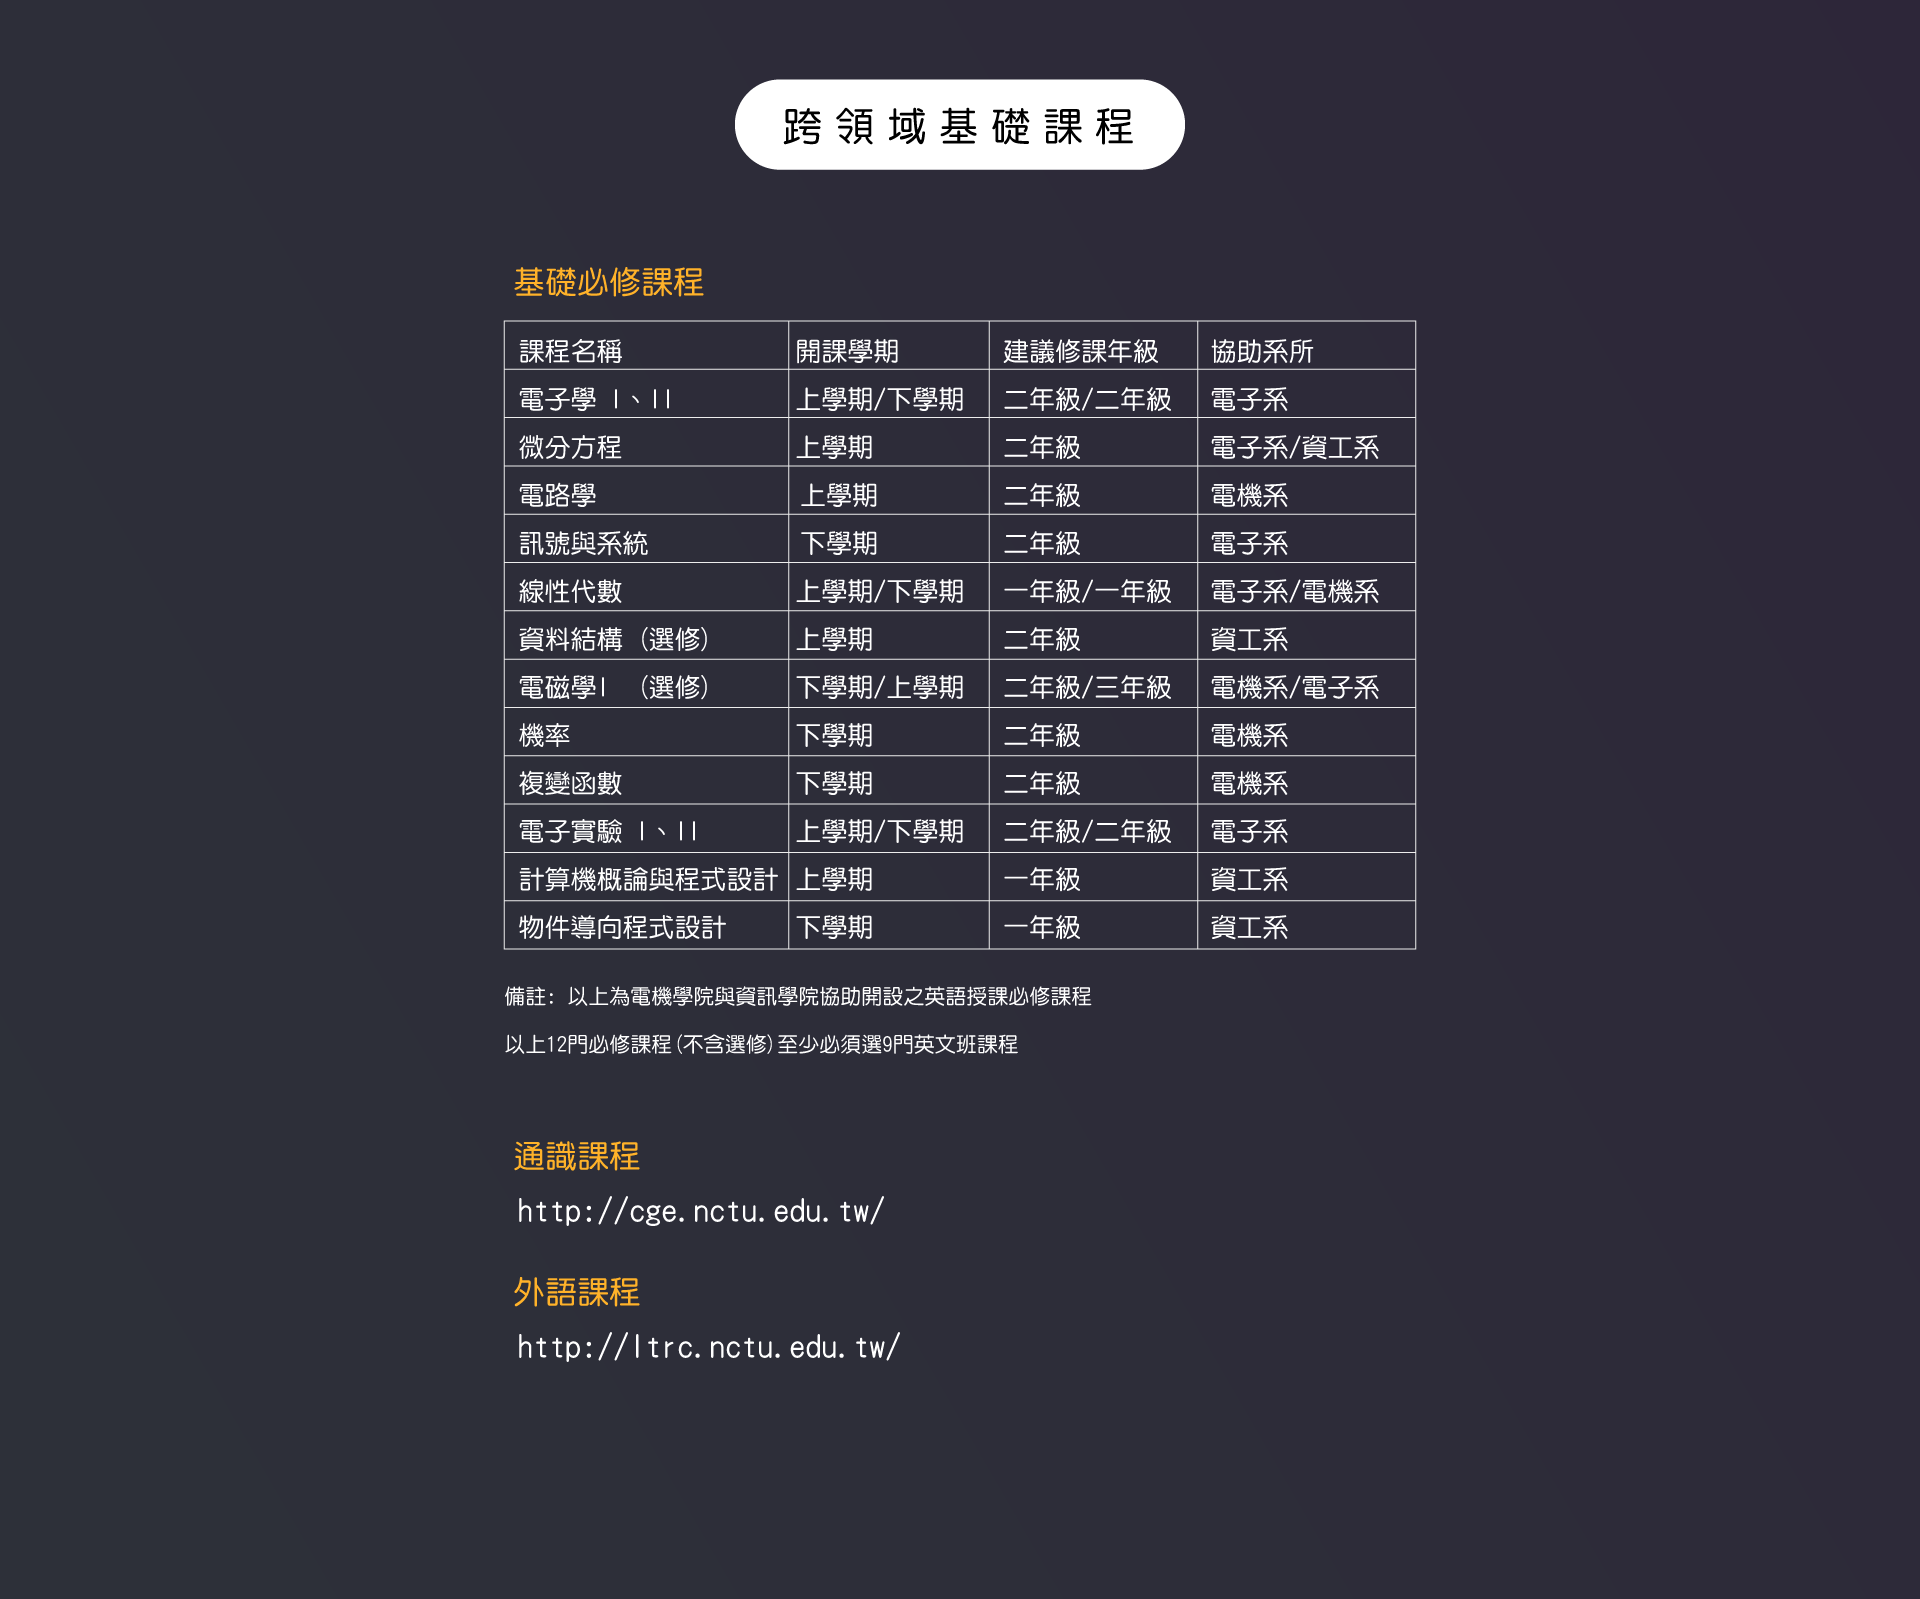 跨領域基礎課程
基礎必修課程
課程名稱 開課學期 建議修課年級 協助系所
電子學 I、II 上學期/下學期 二年級/二年級 電子系
微分方程 上學期 二年級 電子系/資工系
電路學 上學期 二年級 電機系
訊號與系統 下學期 二年級 電子系
線性代數 上學期/下學期 一年級/一年級 電子系/電機系
資料結構 (選修) 上學期 二年級 資工系
電磁學I (選修) 下學期/上學期 二年級/三年級 電機系/電子系
機率 下學期 二年級 電機系
複變函數 下學期 二年級 電機系
電子實驗 I、II 上學期/下學期 二年級/二年級 電子系
計算機概論與程式設計 上學期 一年級 資工系
物件導向程式設計 下學期 一年級 資工系
備註: 以上為電機學院與資訊學院協助開設之英語授課必修課程
以上12門必修課程(不含選修)至少必須選9門英文班課程
通識課程
http://cge.nctu.edu.tw/
外語課程
http://ltrc.nctu.edu.tw/